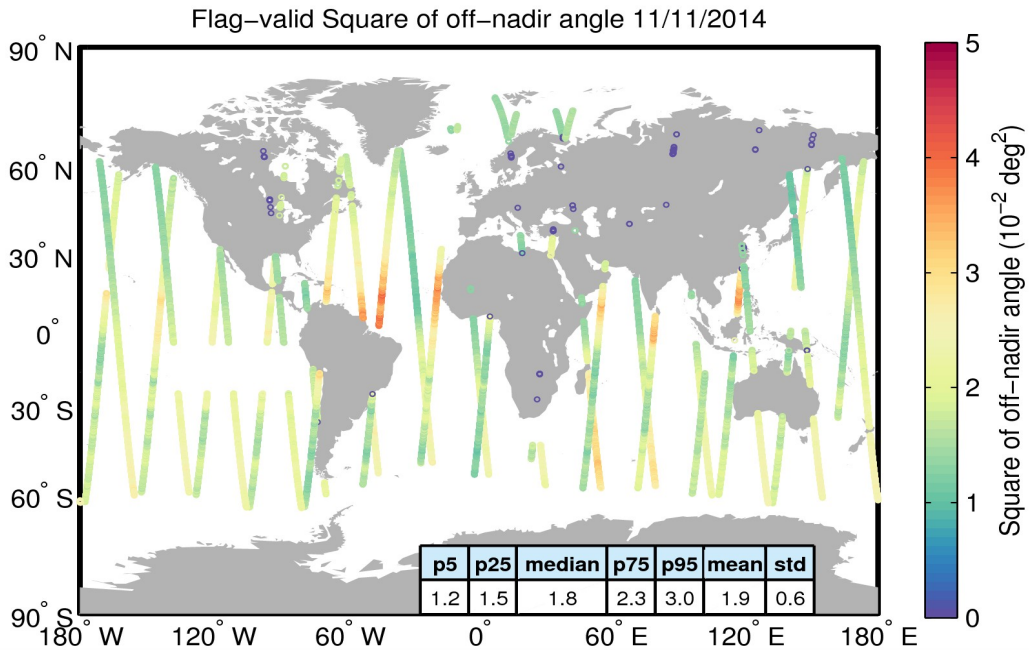 Flag−valid Square of off−nadir angle 11/11/2014
90° N
60° N
30° N
0°
30° S
60° S
90° S
180° W
120° W
60° W
0°
60° E
120° E
180° E
p5 p25 median p75 p95 mean std
1.2 1.5 1.8 2.3 3.0 1.9 0.6
5
4
3
2
1
0
Square of off−nadir angle (10⁻² deg²)